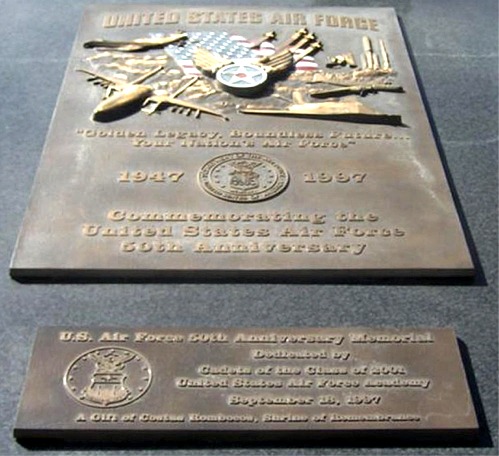 UNITED STATES AIR FORCE
"Golden Legacy, Boundless Future...
Your Nation's Air Force"
1947 1997
Commemorating the
United States Air Force
50th Anniversary
U.S. Air Force 50th Anniversary Memorial
Dedicated by
Cadets of the Class of 2001
United States Air Force Academy
September 18, 1997
A Gift of Costas Rombocos, Shrine of Remembrance